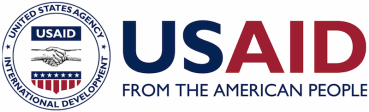 UNITED STATES AGENCY
USAID
INTERNATIONAL DEVELOPMENT
USAID
FROM THE AMERICAN PEOPLE